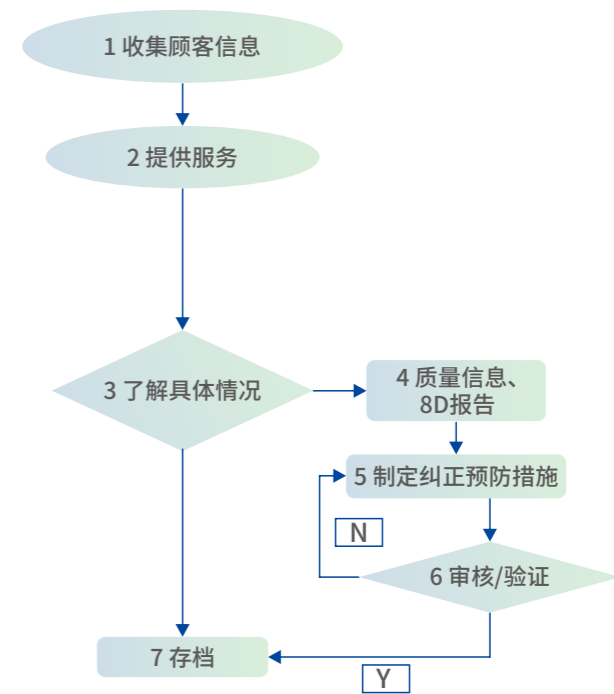 1 收集顾客信息
2 提供服务
3 了解具体情况
4 质量信息、
8D报告
5 制定纠正预防措施
N
6 审核/验证
7 存档
Y